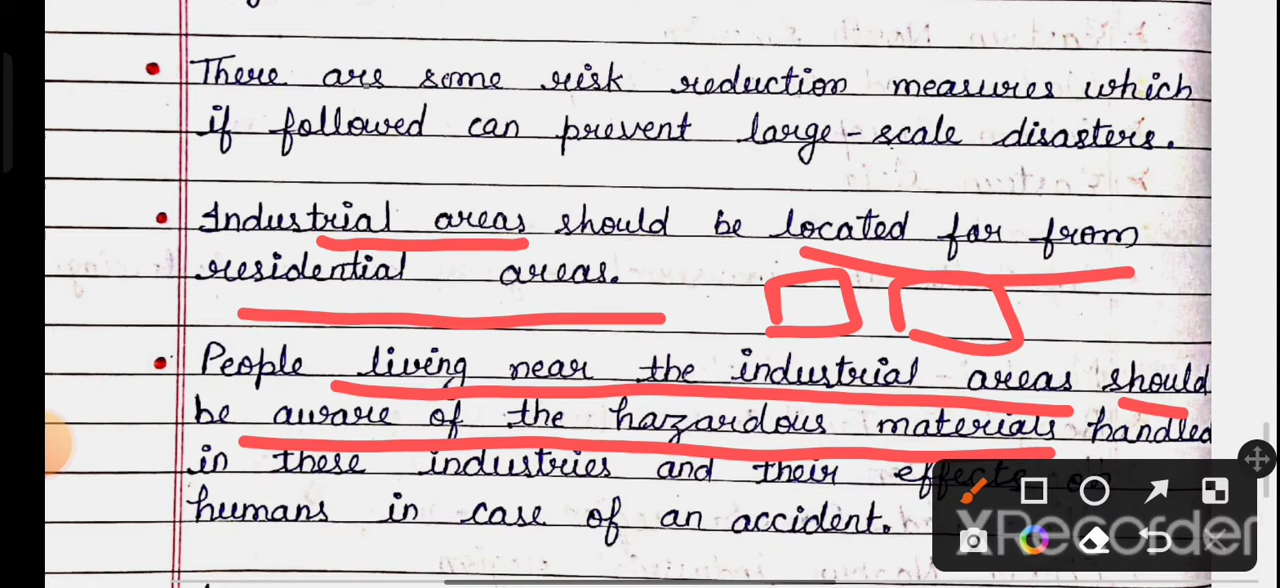 There are some risk reduction measures which
if followed can prevent large-scale disasters.
Industrial areas should be located far from
residential areas.
People living near the industrial areas should
be aware of the hazardous materials handled
in these industries and their effects on
humans in case of an accident.
XRecorder